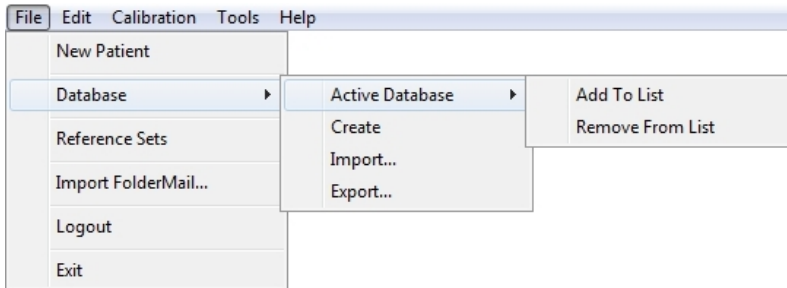 File Edit Calibration Tools Help
New Patient
Database
Reference Sets
Import FolderMail...
Logout
Exit
Active Database
Create
Import...
Export...
Add To List
Remove From List